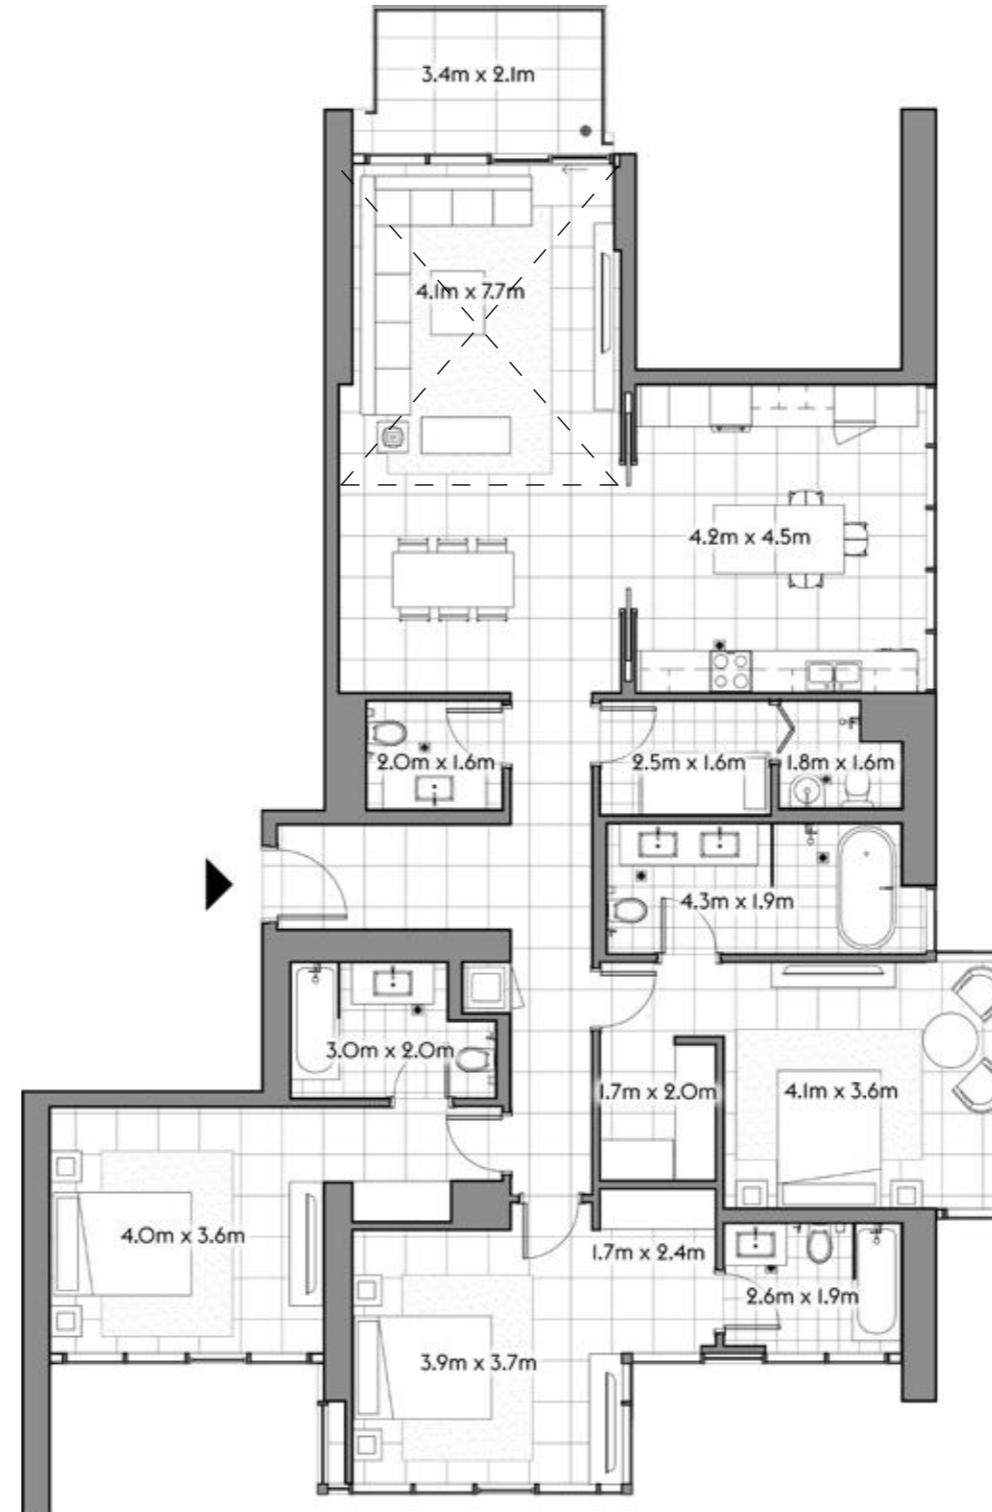 3.4m x 2.1m
4.1m x 7.7m
4.2m x 4.5m
2.0m x 1.6m
2.5m x 1.6m
1.8m x 1.6m
4.3m x 1.9m
3.0m x 2.0m
1.7m x 2.0m
4.1m x 3.6m
4.0m x 3.6m
1.7m x 2.4m
2.6m x 1.9m
3.9m x 3.7m